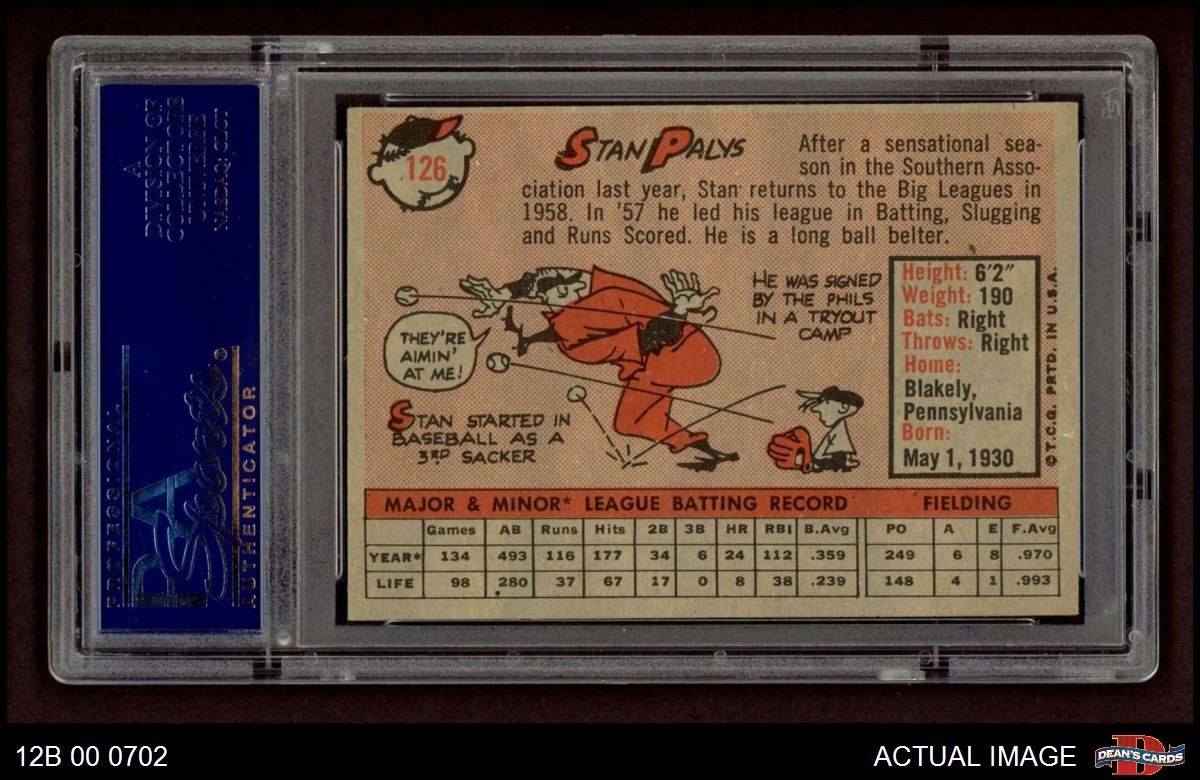 A
DIVISION OF
COLLECTORS
UNIVERSE
NASDAQ: CLCT
PROFESSIONAL
PSA
Sports®
AUTHENTICATOR
126
STAN PALYS
After a sensational sea-
son in the Southern Asso-
ciation last year, Stan returns to the Big Leagues in
1958. In '57 he led his league in Batting, Slugging
and Runs Scored. He is a long ball belter.
THEY'RE
AIMIN'
AT ME!
STAN STARTED IN
BASEBALL AS A
3RD SACKER
HE WAS SIGNED
BY THE PHILS
IN A TRYOUT
CAMP
Height: 6'2"
Weight: 190
Bats: Right
Throws: Right
Home:
Blakely,
Pennsylvania
Born:
May 1, 1930
© T.C.G. PRTD. IN U.S.A.
MAJOR & MINOR* LEAGUE BATTING RECORD FIELDING
Games AB Runs Hits 2B 3B HR RBI B.Avg PO A E F.Avg
YEAR* 134 493 116 177 34 6 24 112 .359 249 6 8 .970
LIFE 98 280 37 67 17 0 8 38 .239 148 4 1 .993
12B 00 0702
ACTUAL IMAGE
DEAN'S CARDS